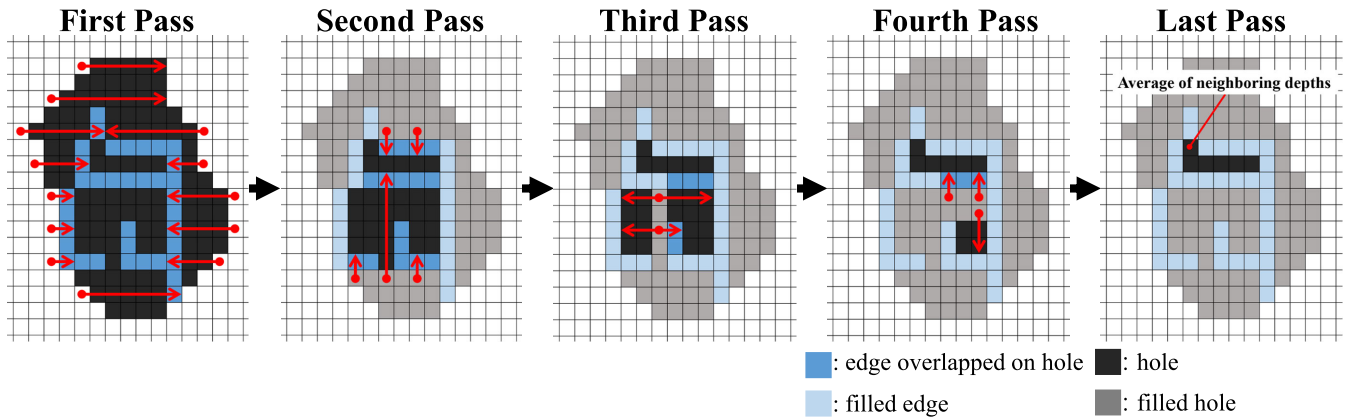 First Pass
Second Pass
Third Pass
Fourth Pass
Last Pass
Average of neighboring depths
: edge overlapped on hole
: hole
: filled edge
: filled hole